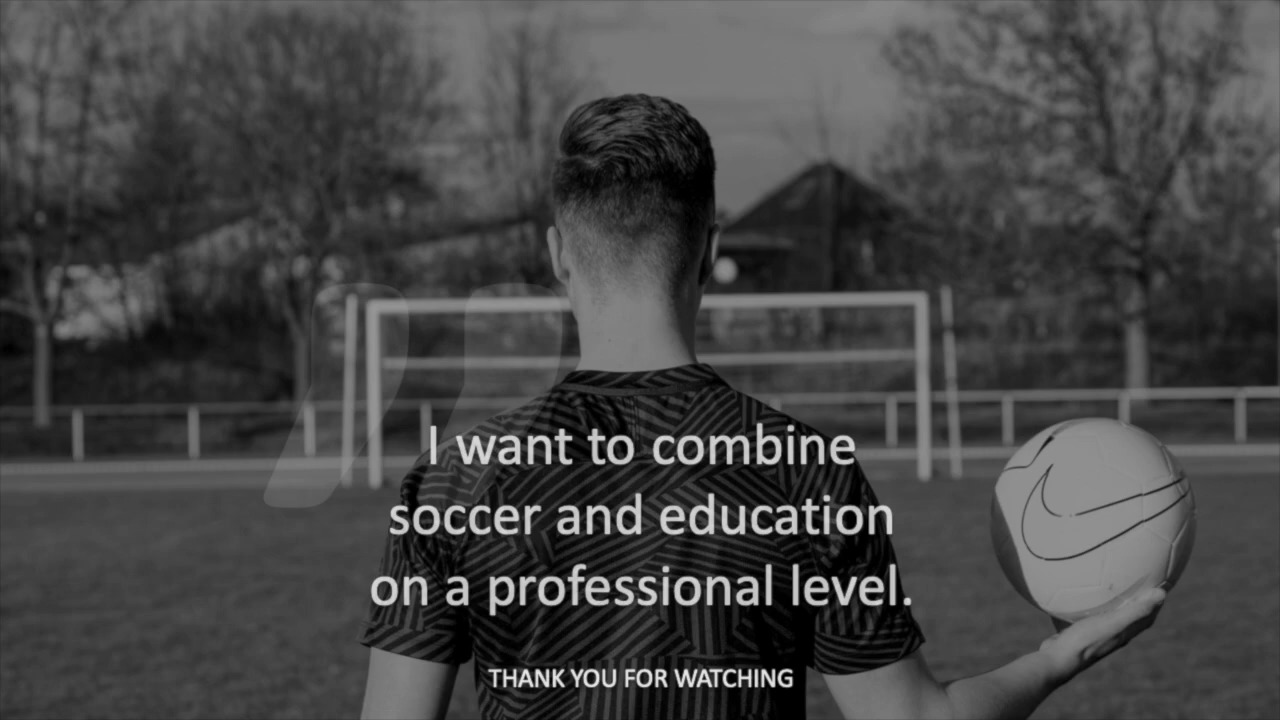 I want to combine
soccer and education
on a professional level.
THANK YOU FOR WATCHING